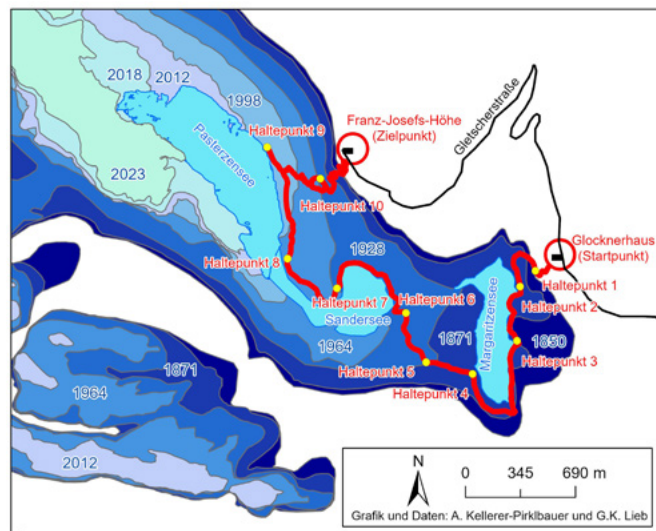 2018
2012
1998
2023
Pasterzensee
Haltepunkt 9
Franz-Josefs-Höhe
(Zielpunkt)
Gletscherstraße
Haltepunkt 10
Glocknerhaus
(Startpunkt)
Haltepunkt 8
1928
Haltepunkt 1
Haltepunkt 6
Haltepunkt 2
Haltepunkt 7
Sandersee
Margaritzensee
1964
1871
1850
Haltepunkt 3
Haltepunkt 5
Haltepunkt 4
1871
1964
2012
N
0 345 690 m
Grafik und Daten: A. Kellerer-Pirklbauer und G.K. Lieb